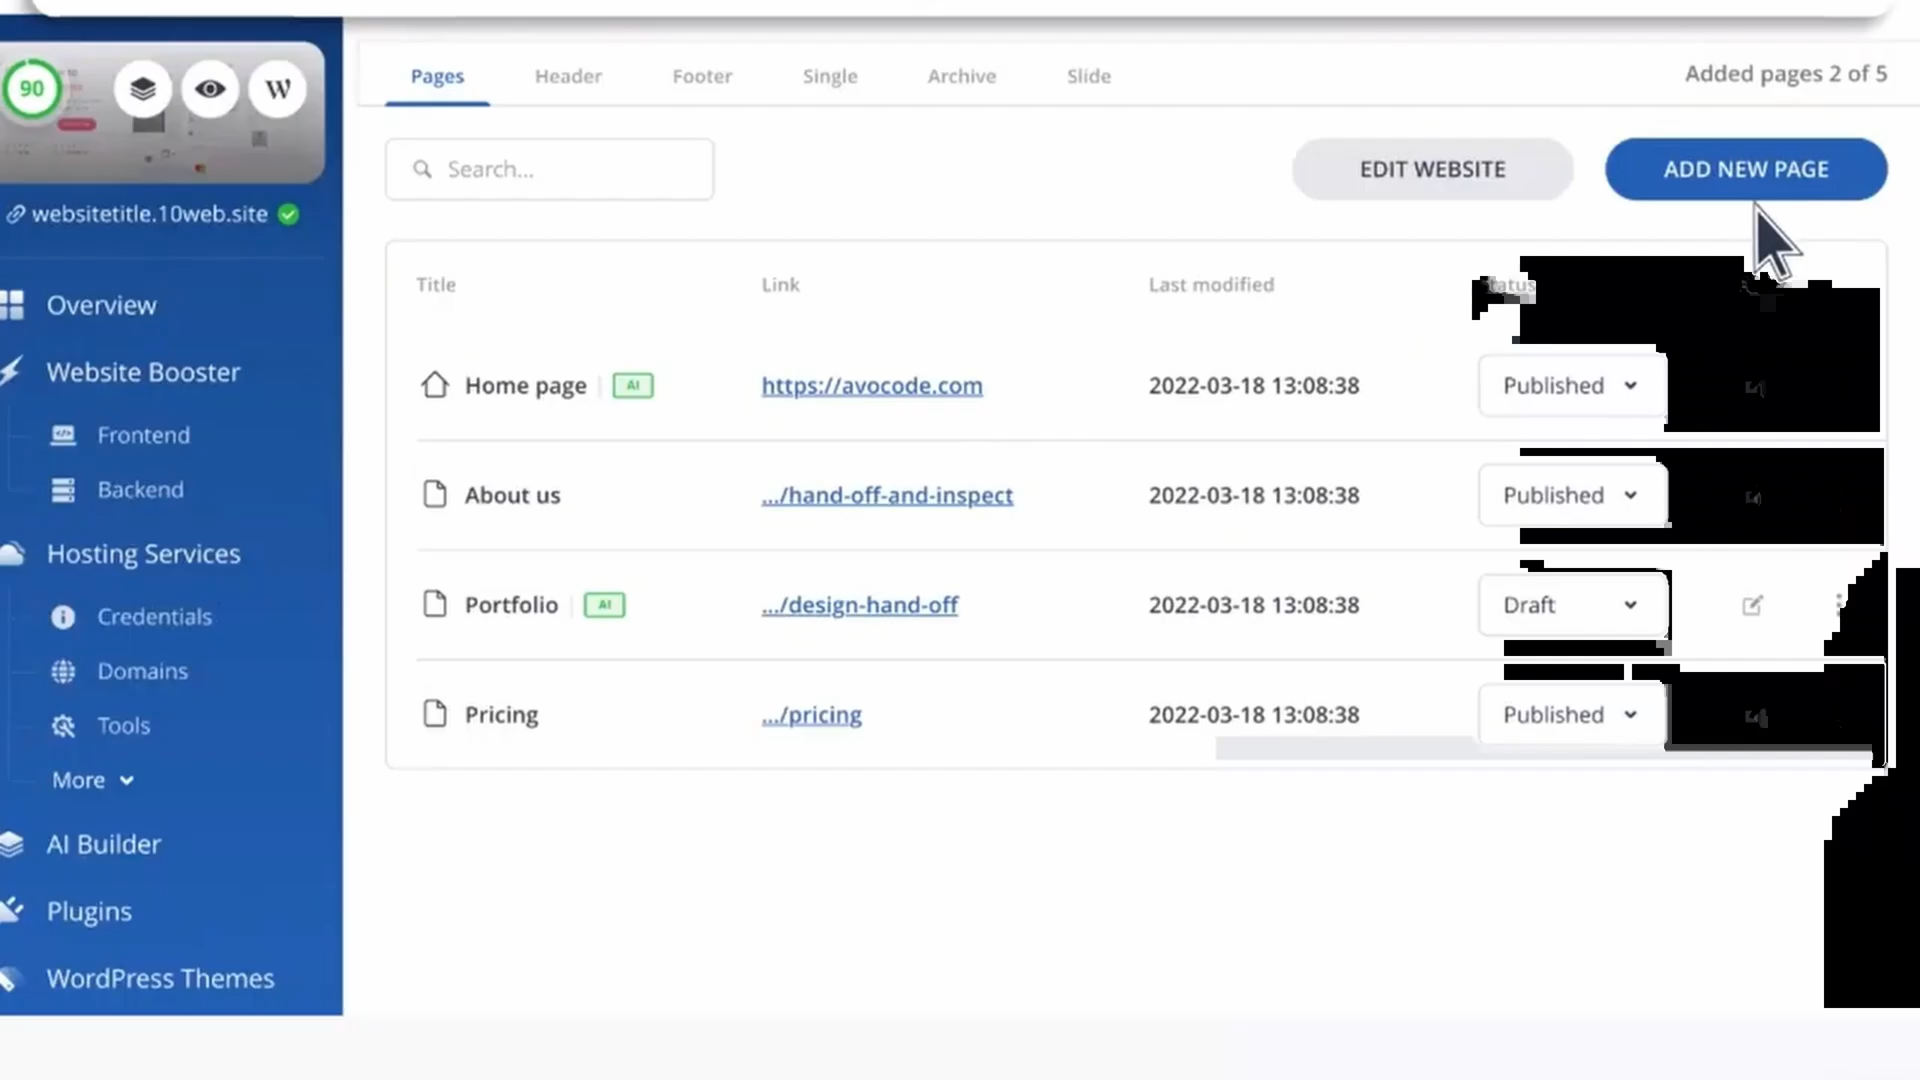 Pages Header Footer Single Archive Slide Added pages 2 of 5
90 W
Search... EDIT WEBSITE ADD NEW PAGE
websitetitle.10web.site
Title Link Last modified
Overview
Website Booster
Frontend
Backend
Hosting Services
Credentials
Domains
Tools
More
AI Builder
Plugins
WordPress Themes
Home page AI https://avocode.com 2022-03-18 13:08:38 Published
About us .../hand-off-and-inspect 2022-03-18 13:08:38 Published
Portfolio AI .../design-hand-off 2022-03-18 13:08:38 Draft
Pricing .../pricing 2022-03-18 13:08:38 Published